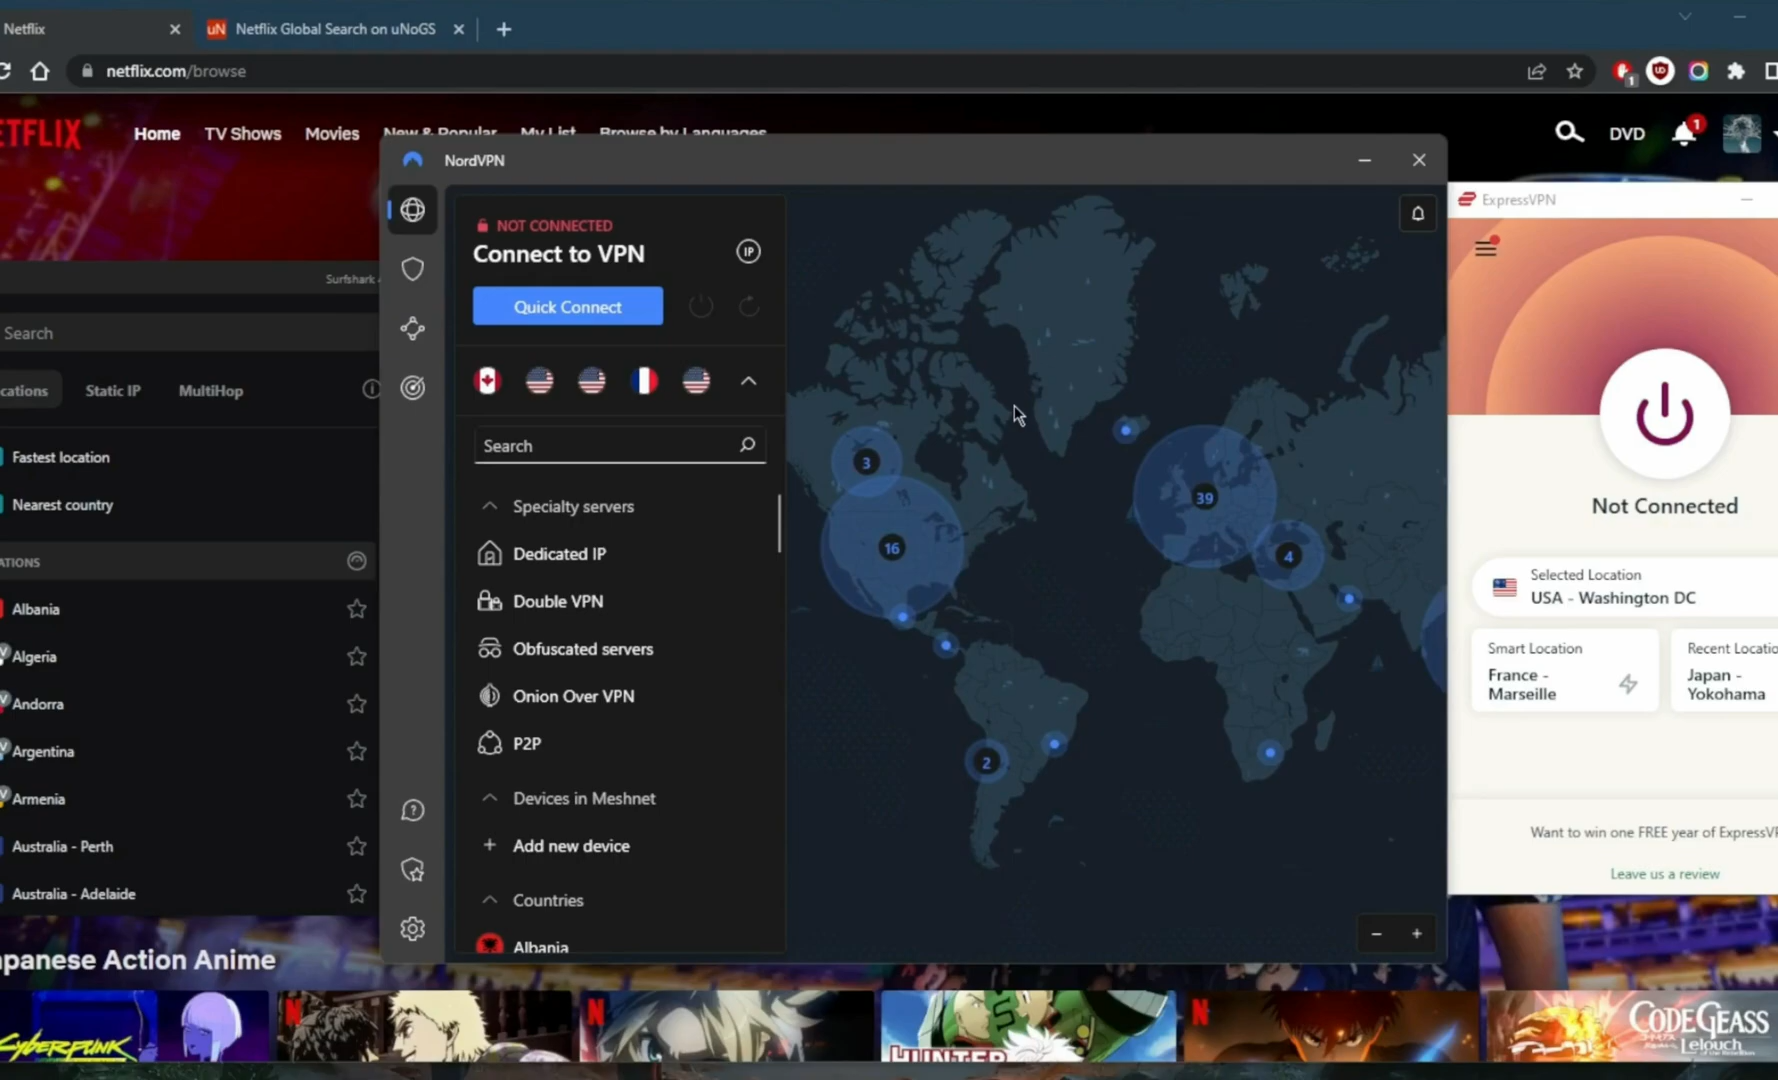 Netflix
uN Netflix Global Search on uNoGS
netflix.com/browse
1
ETFLIX
Home TV Shows Movies New & Popular My List Browse by Languages
DVD
1
NordVPN
ExpressVPN
NOT CONNECTED
Connect to VPN
IP
Quick Connect
Surfshark
Search
Static IP
MultiHop
Fastest location
Nearest country
Albania
Algeria
Andorra
Argentina
Armenia
Australia - Perth
Australia - Adelaide
Search
Specialty servers
Dedicated IP
Double VPN
Obfuscated servers
Onion Over VPN
P2P
Devices in Meshnet
Add new device
Countries
Albania
3
16
39
4
2
Not Connected
Selected Location
USA - Washington DC
Smart Location
France -
Marseille
Recent Locatio
Japan -
Yokohama
Want to win one FREE year of ExpressVP
Leave us a review
panese Action Anime
CYBERPUNK
HUNTER
CODE GEASS
Lelouch